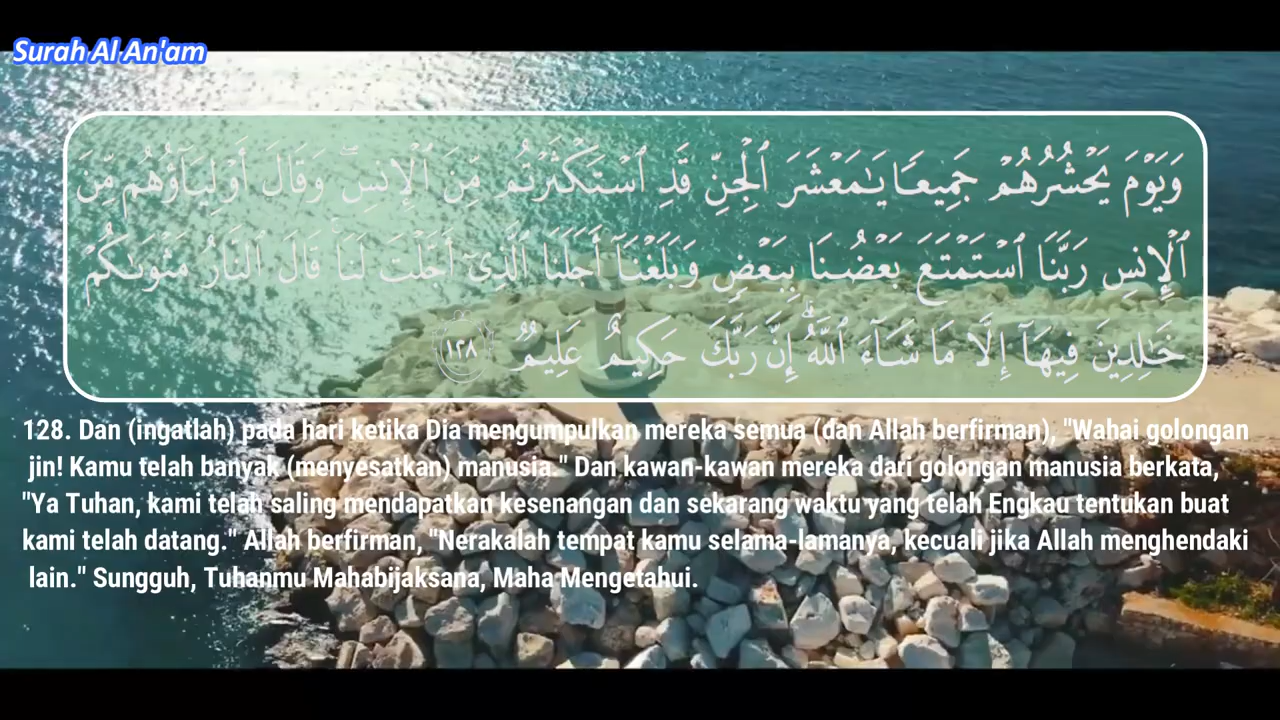 Surah Al An'am
وَيَوْمَ يَحْشُرُهُمْ جَمِيعًا يَـٰمَعْشَرَ ٱلْجِنِّ قَدِ ٱسْتَكْثَرْتُم مِّنَ ٱلْإِنسِ ۖ وَقَالَ أَوْلِيَآؤُهُم مِّنَ
ٱلْإِنسِ رَبَّنَا ٱسْتَمْتَعَ بَعْضُنَا بِبَعْضٍ وَبَلَغْنَآ أَجَلَنَا ٱلَّذِىٓ أَجَّلْتَ لَنَا ۚ قَالَ ٱلنَّارُ مَثْوَىٰكُمْ
خَـٰلِدِينَ فِيهَآ إِلَّا مَا شَآءَ ٱللَّهُ ۗ إِنَّ رَبَّكَ حَكِيمٌ عَلِيمٌ ١٢٨
128. Dan (ingatlah) pada hari ketika Dia mengumpulkan mereka semua (dan Allah berfirman), "Wahai golongan
jin! Kamu telah banyak (menyesatkan) manusia." Dan kawan-kawan mereka dari golongan manusia berkata,
"Ya Tuhan, kami telah saling mendapatkan kesenangan dan sekarang waktu yang telah Engkau tentukan buat
kami telah datang." Allah berfirman, "Nerakalah tempat kamu selama-lamanya, kecuali jika Allah menghendaki
lain." Sungguh, Tuhanmu Mahabijaksana, Maha Mengetahui.